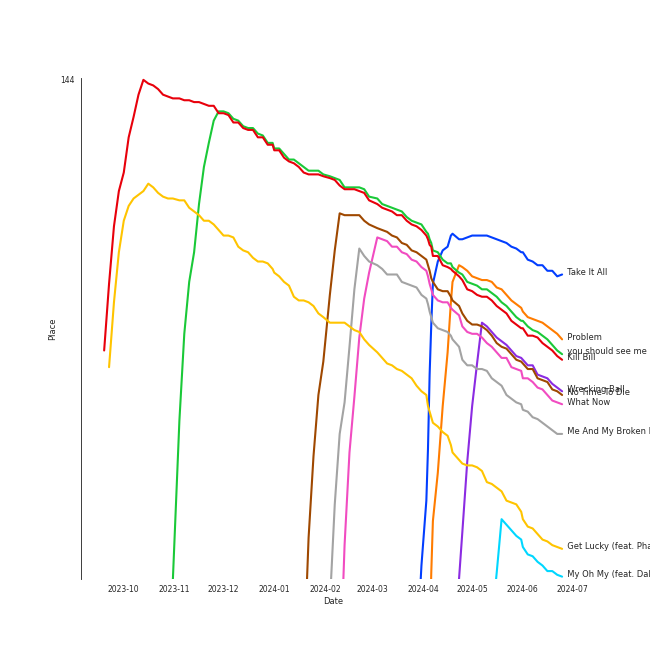 144
Place
Take It All
Problem
you should see me
Kill Bill
Wrecking Ball
No Time To Die
What Now
Me And My Broken
Get Lucky (feat. Pha
My Oh My (feat. Dal
2023-10 2023-11 2023-12 2024-01 2024-02 2024-03 2024-04 2024-05 2024-06 2024-07
Date